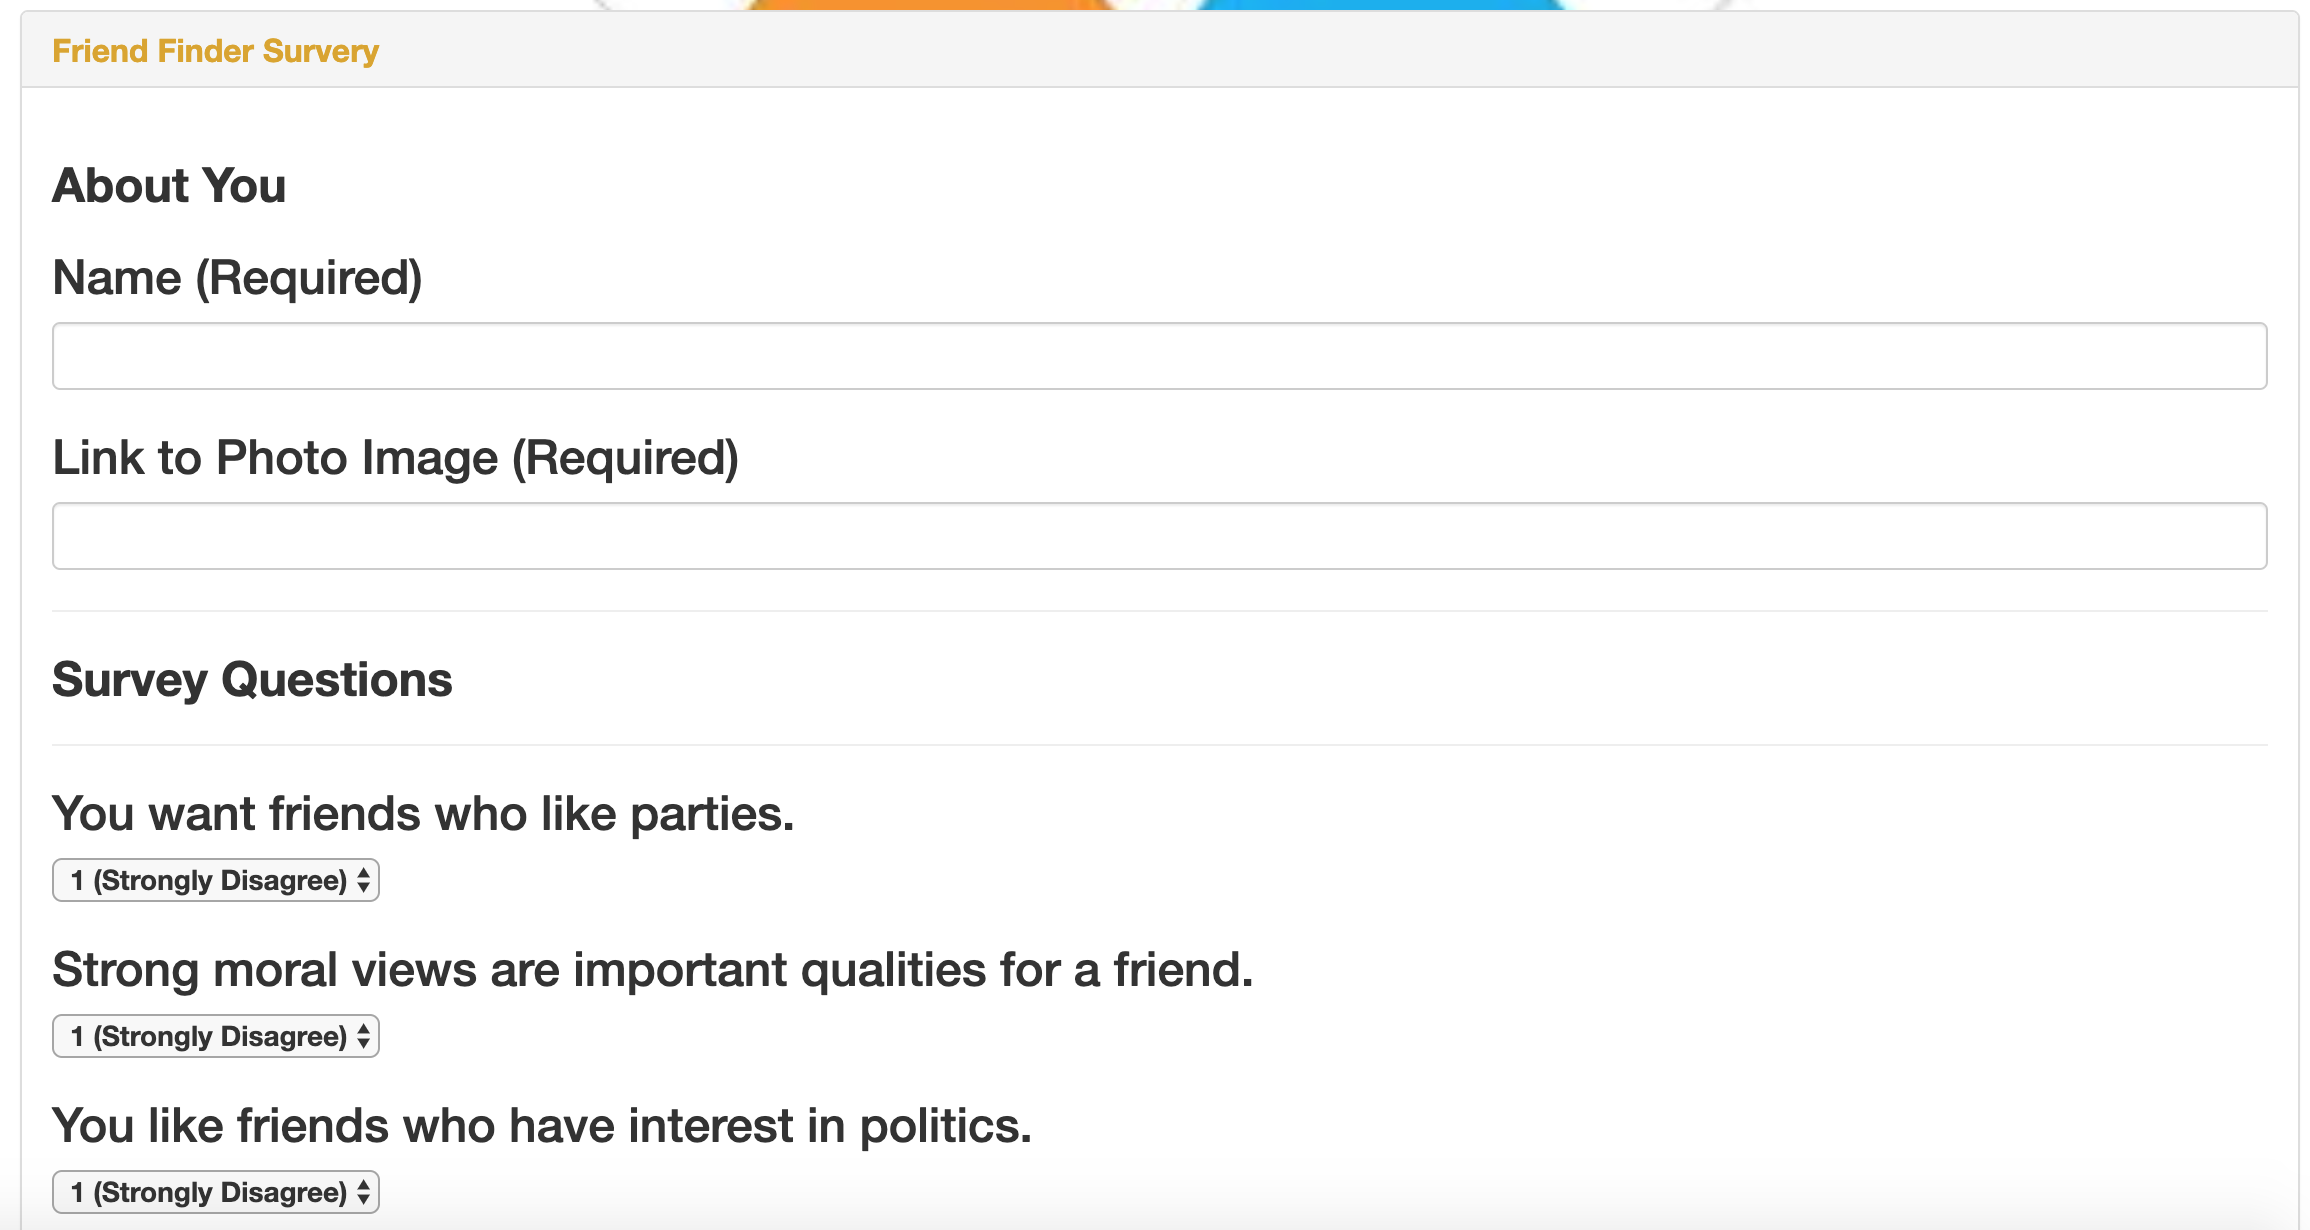 Friend Finder Survery
About You
Name (Required)
Link to Photo Image (Required)
Survey Questions
You want friends who like parties.
1 (Strongly Disagree)
Strong moral views are important qualities for a friend.
1 (Strongly Disagree)
You like friends who have interest in politics.
1 (Strongly Disagree)